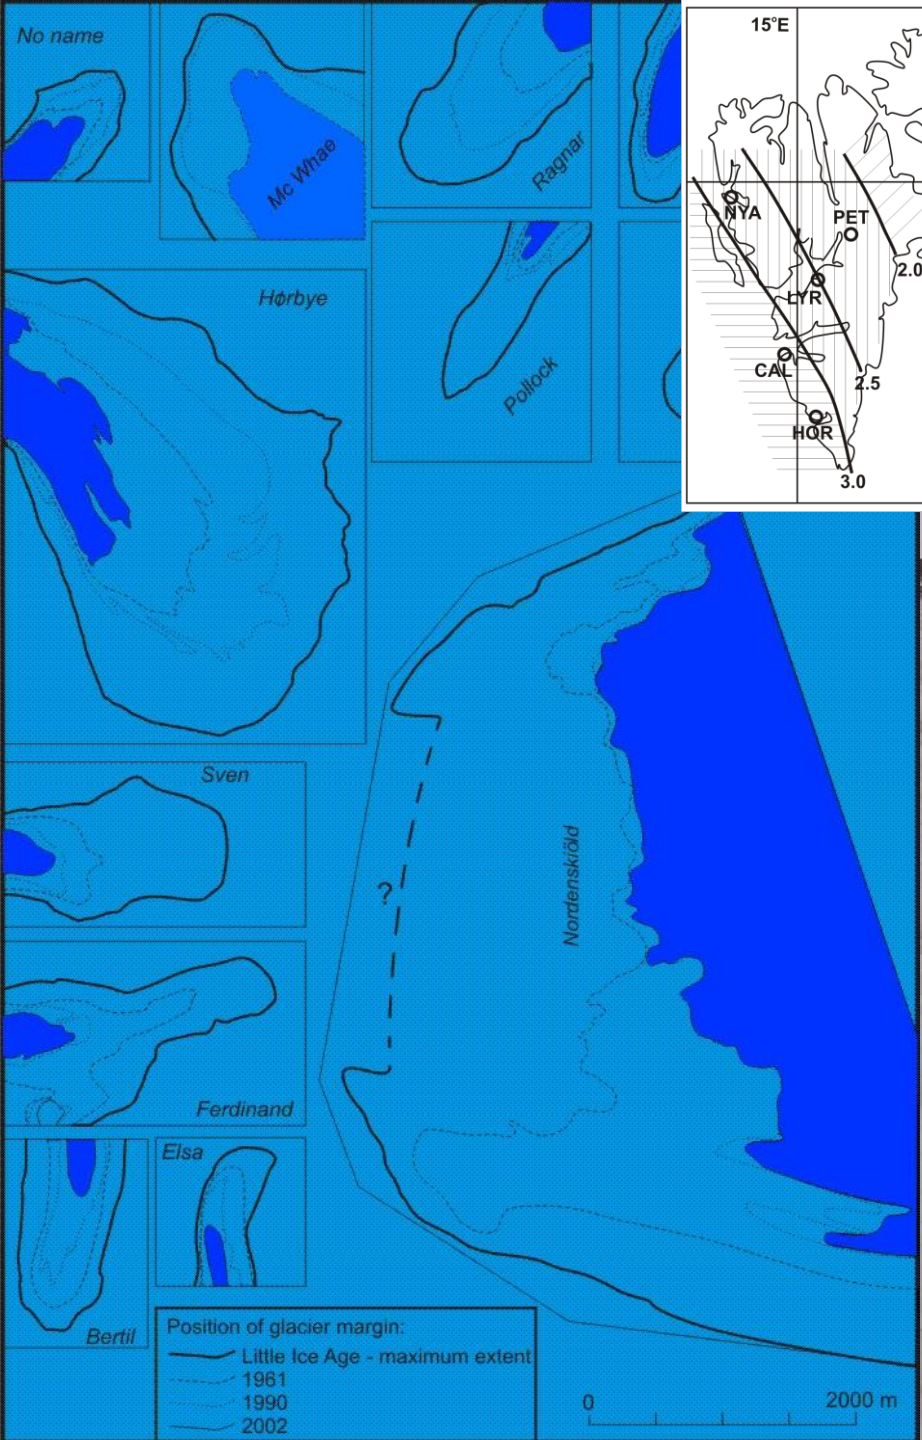 No name
Mc Whae
Ragnar
15°E
NYA
PET
2.0
LYR
CAL
2.5
HOR
3.0
Hørbye
Pollock
Sven
?
Nordenskiöld
Ferdinand
Elsa
Bertil
Position of glacier margin:
Little Ice Age - maximum extent
1961
1990
2002
0
2000 m